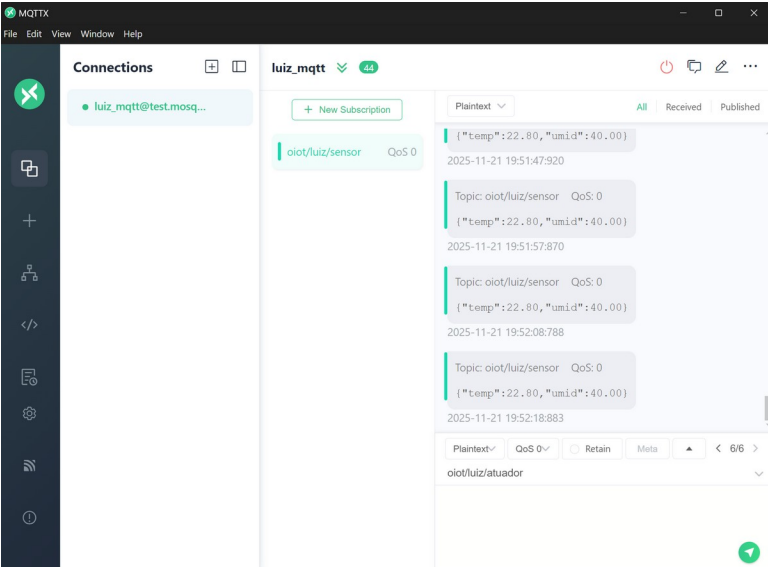 MQTTX
File Edit View Window Help
Connections
luiz_mqtt@test.mosq...
luiz_mqtt 44
+ New Subscription
oiot/luiz/sensor QoS 0
Plaintext All Received Published
{"temp":22.80,"umid":40.00}
2025-11-21 19:51:47:920
Topic: oiot/luiz/sensor QoS: 0
{"temp":22.80,"umid":40.00}
2025-11-21 19:51:57:870
Topic: oiot/luiz/sensor QoS: 0
{"temp":22.80,"umid":40.00}
2025-11-21 19:52:08:788
Topic: oiot/luiz/sensor QoS: 0
{"temp":22.80,"umid":40.00}
2025-11-21 19:52:18:883
Plaintext QoS 0 Retain Meta 6/6
oiot/luiz/atuador